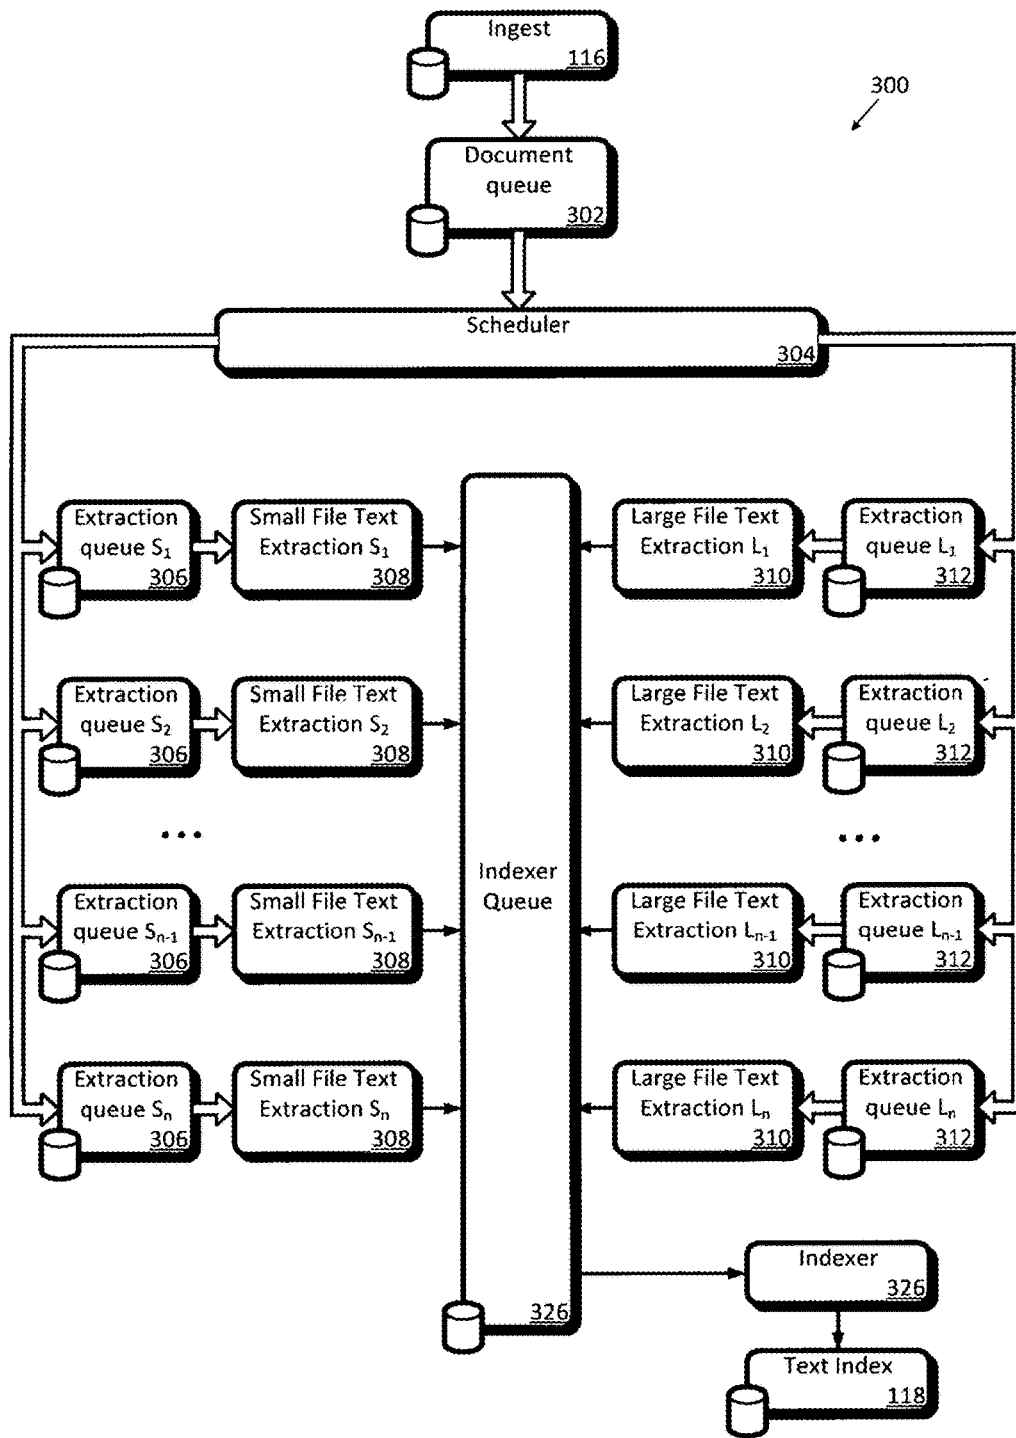 Ingest
116
300
Document
queue
302
Scheduler
304
Extraction
queue S1
306
Small File Text
Extraction S1
308
Large File Text
Extraction L1
310
Extraction
queue L1
312
Extraction
queue S2
306
Small File Text
Extraction S2
308
Large File Text
Extraction L2
310
Extraction
queue L2
312
...
...
Indexer
Queue
326
Extraction
queue Sn-1
306
Small File Text
Extraction Sn-1
308
Large File Text
Extraction Ln-1
310
Extraction
queue Ln-1
312
Extraction
queue Sn
306
Small File Text
Extraction Sn
308
Large File Text
Extraction Ln
310
Extraction
queue Ln
312
Indexer
326
Text Index
118